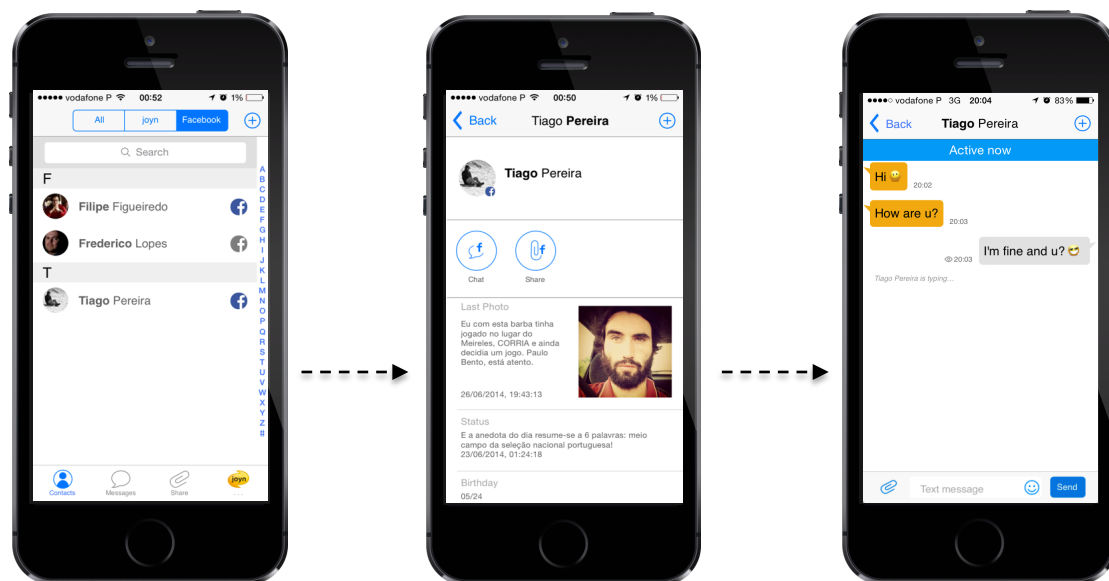 vodafone P 00:52 1%
All joyn Facebook
Search
F
Filipe Figueiredo
Frederico Lopes
T
Tiago Pereira
A
B
C
D
E
F
G
H
I
J
K
L
M
N
O
P
Q
R
S
T
U
V
W
X
Y
Z
#
Contacts Messages Share joyn
vodafone P 00:50 1%
Back Tiago Pereira
Tiago Pereira
Chat Share
Last Photo
Eu com esta barba tinha
jogado no lugar do
Meireles, CORRIA e ainda
decidia um jogo. Paulo
Bento, está atento.
26/06/2014, 19:43:13
Status
E a anedota do dia resume-se a 6 palavras: meio
campo da seleção nacional portuguesa!
23/06/2014, 01:24:18
Birthday
05/24
vodafone P 3G 20:04 83%
Back Tiago Pereira
Active now
Hi
20:02
How are u?
20:03
I'm fine and u?
20:03
Tiago Pereira is typing...
Text message Send